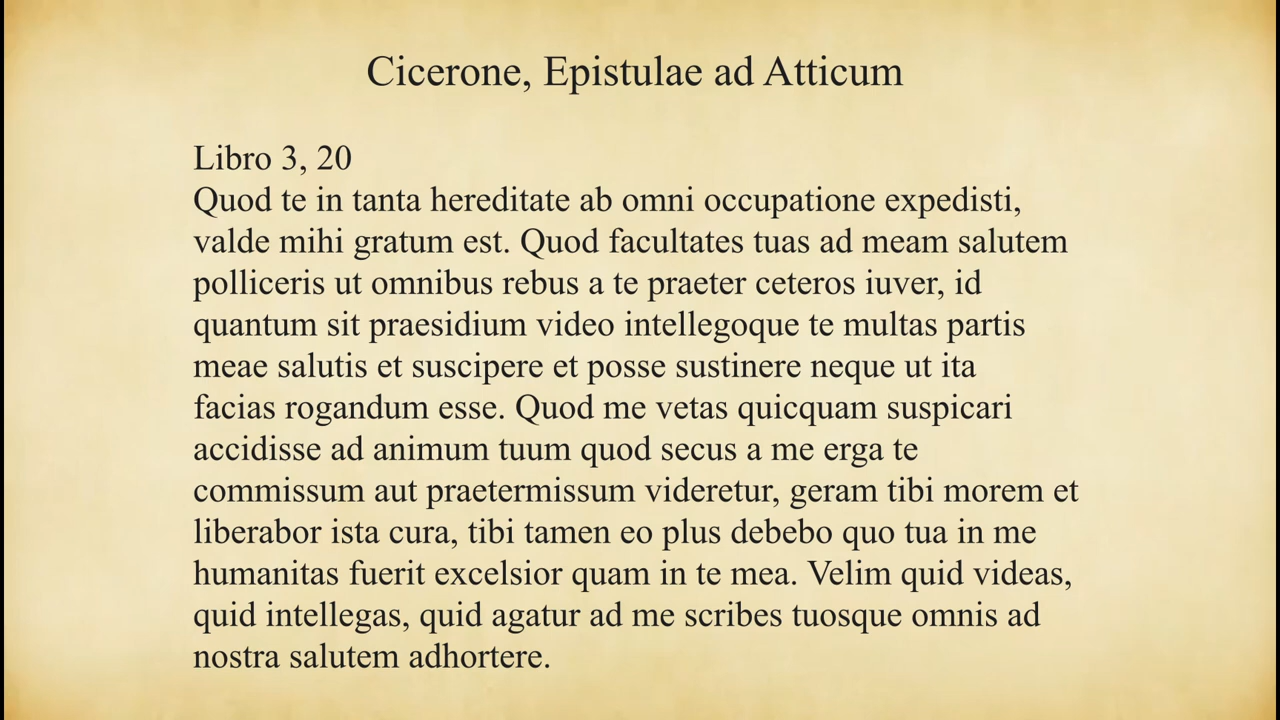 Cicerone, Epistulae ad Atticum
Libro 3, 20
Quod te in tanta hereditate ab omni occupatione expedisti,
valde mihi gratum est. Quod facultates tuas ad meam salutem
polliceris ut omnibus rebus a te praeter ceteros iuver, id
quantum sit praesidium video intellegoque te multas partis
meae salutis et suscipere et posse sustinere neque ut ita
facias rogandum esse. Quod me vetas quicquam suspicari
accidisse ad animum tuum quod secus a me erga te
commissum aut praetermissum videretur, geram tibi morem et
liberabor ista cura, tibi tamen eo plus debebo quo tua in me
humanitas fuerit excelsior quam in te mea. Velim quid videas,
quid intellegas, quid agatur ad me scribes tuosque omnis ad
nostra salutem adhortere.